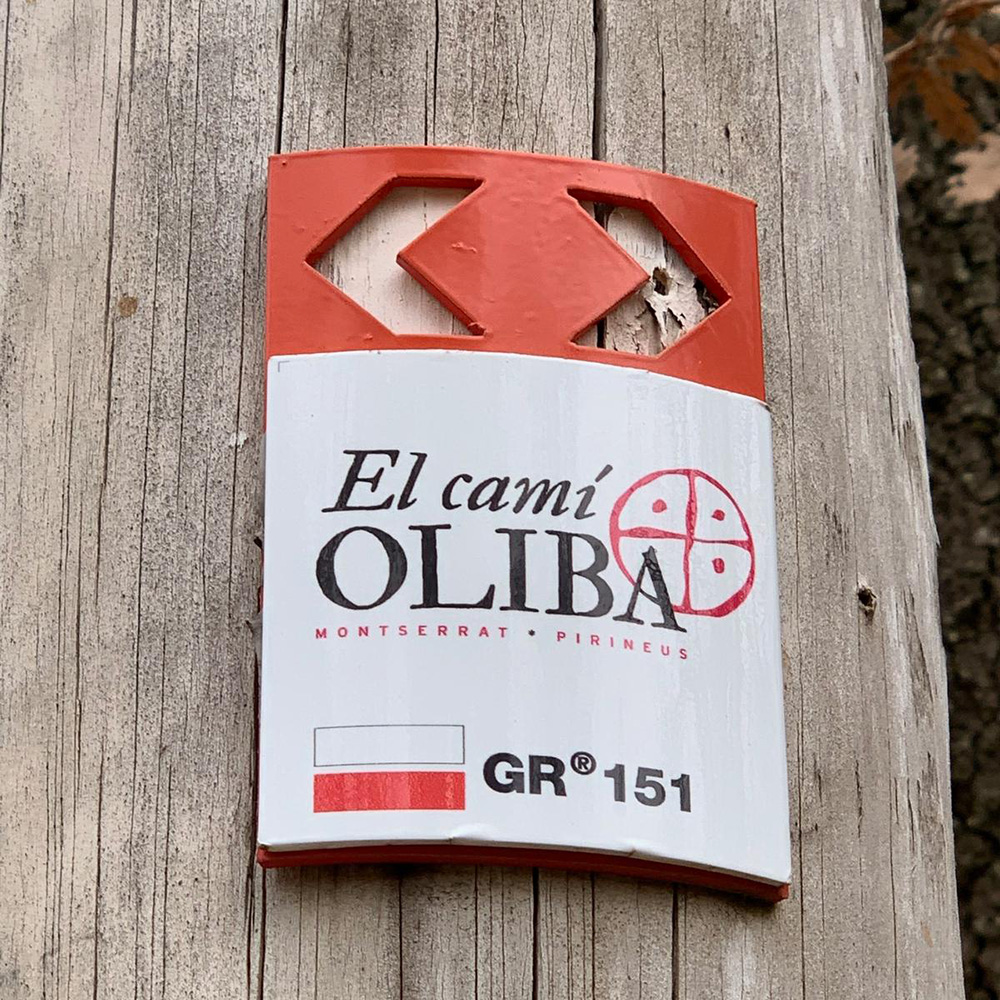 El camí
OLIBA
MONTSERRAT • PIRINEUS
GR® 151